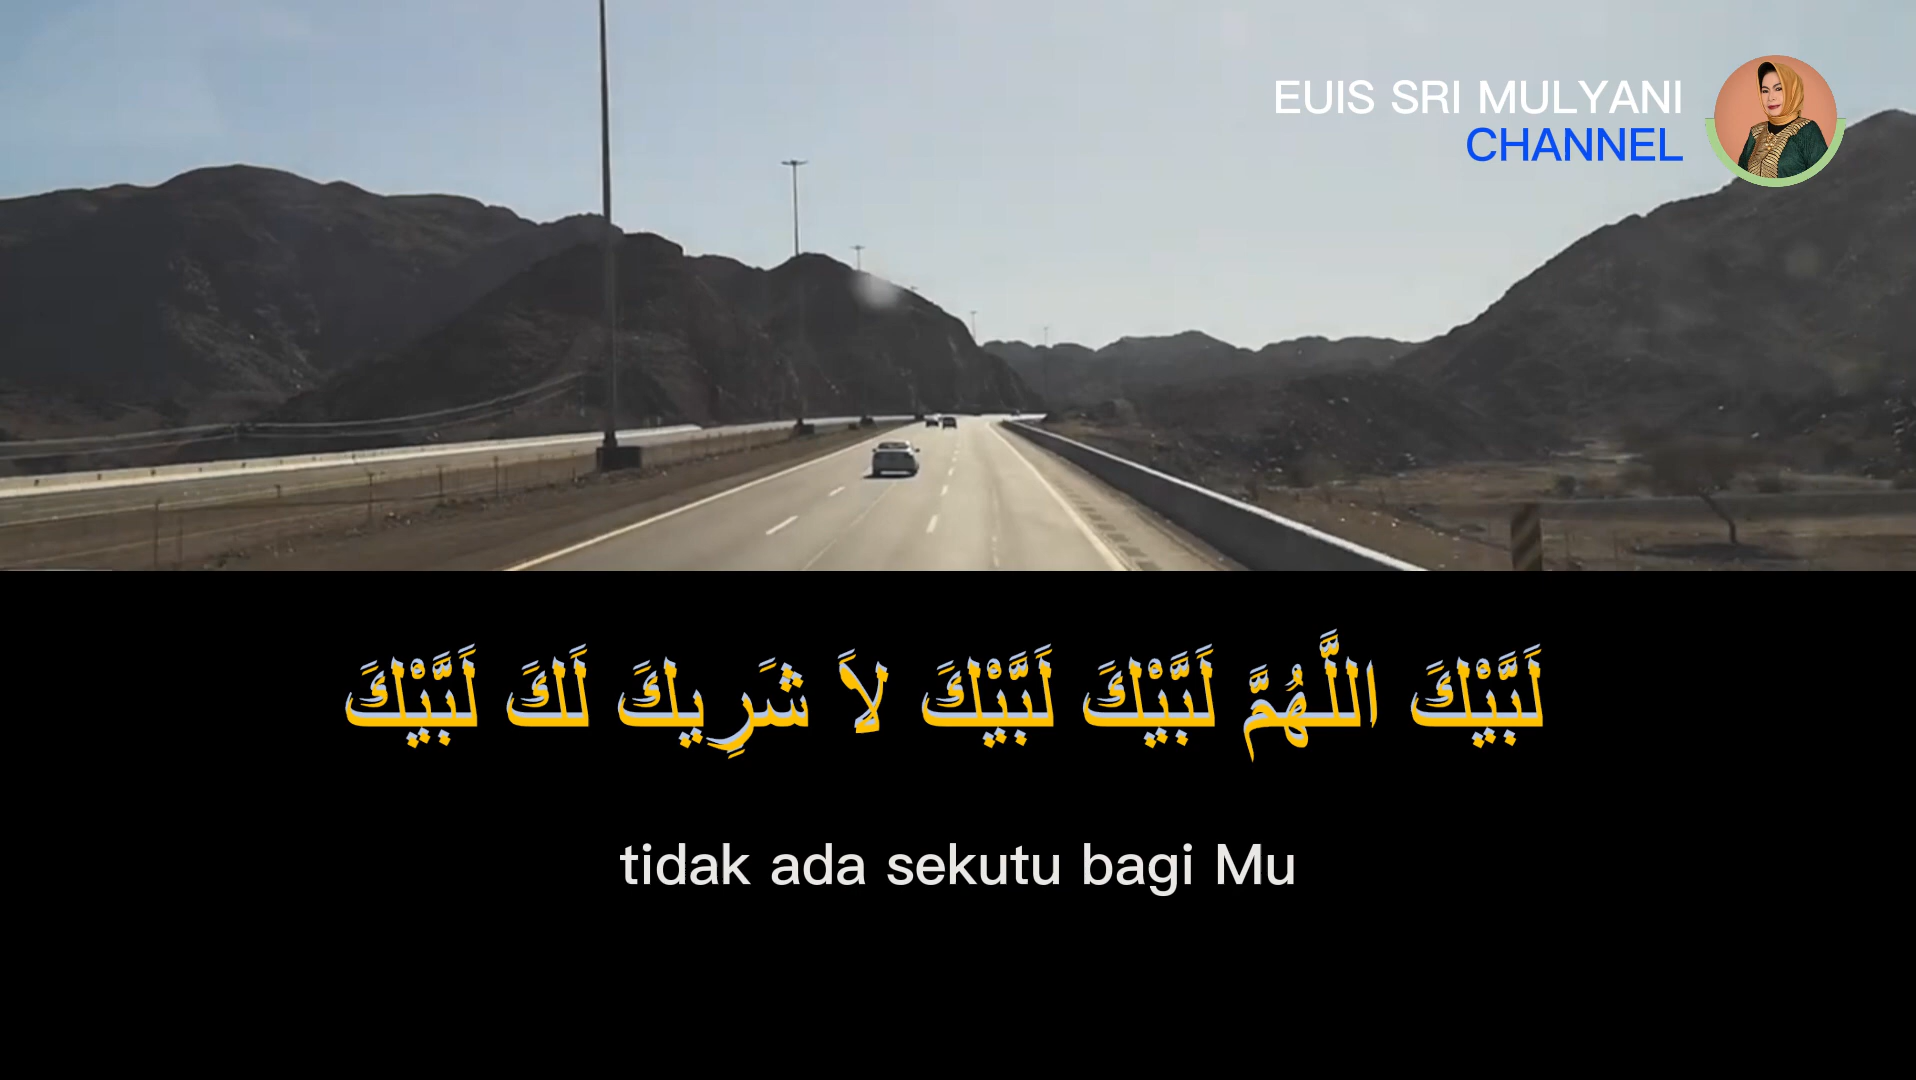 EUIS SRI MULYANI
CHANNEL
لَبَّيْكَ اللَّهُمَّ لَبَّيْكَ لَبَّيْكَ لاَ شَرِيكَ لَكَ لَبَّيْكَ
tidak ada sekutu bagi Mu